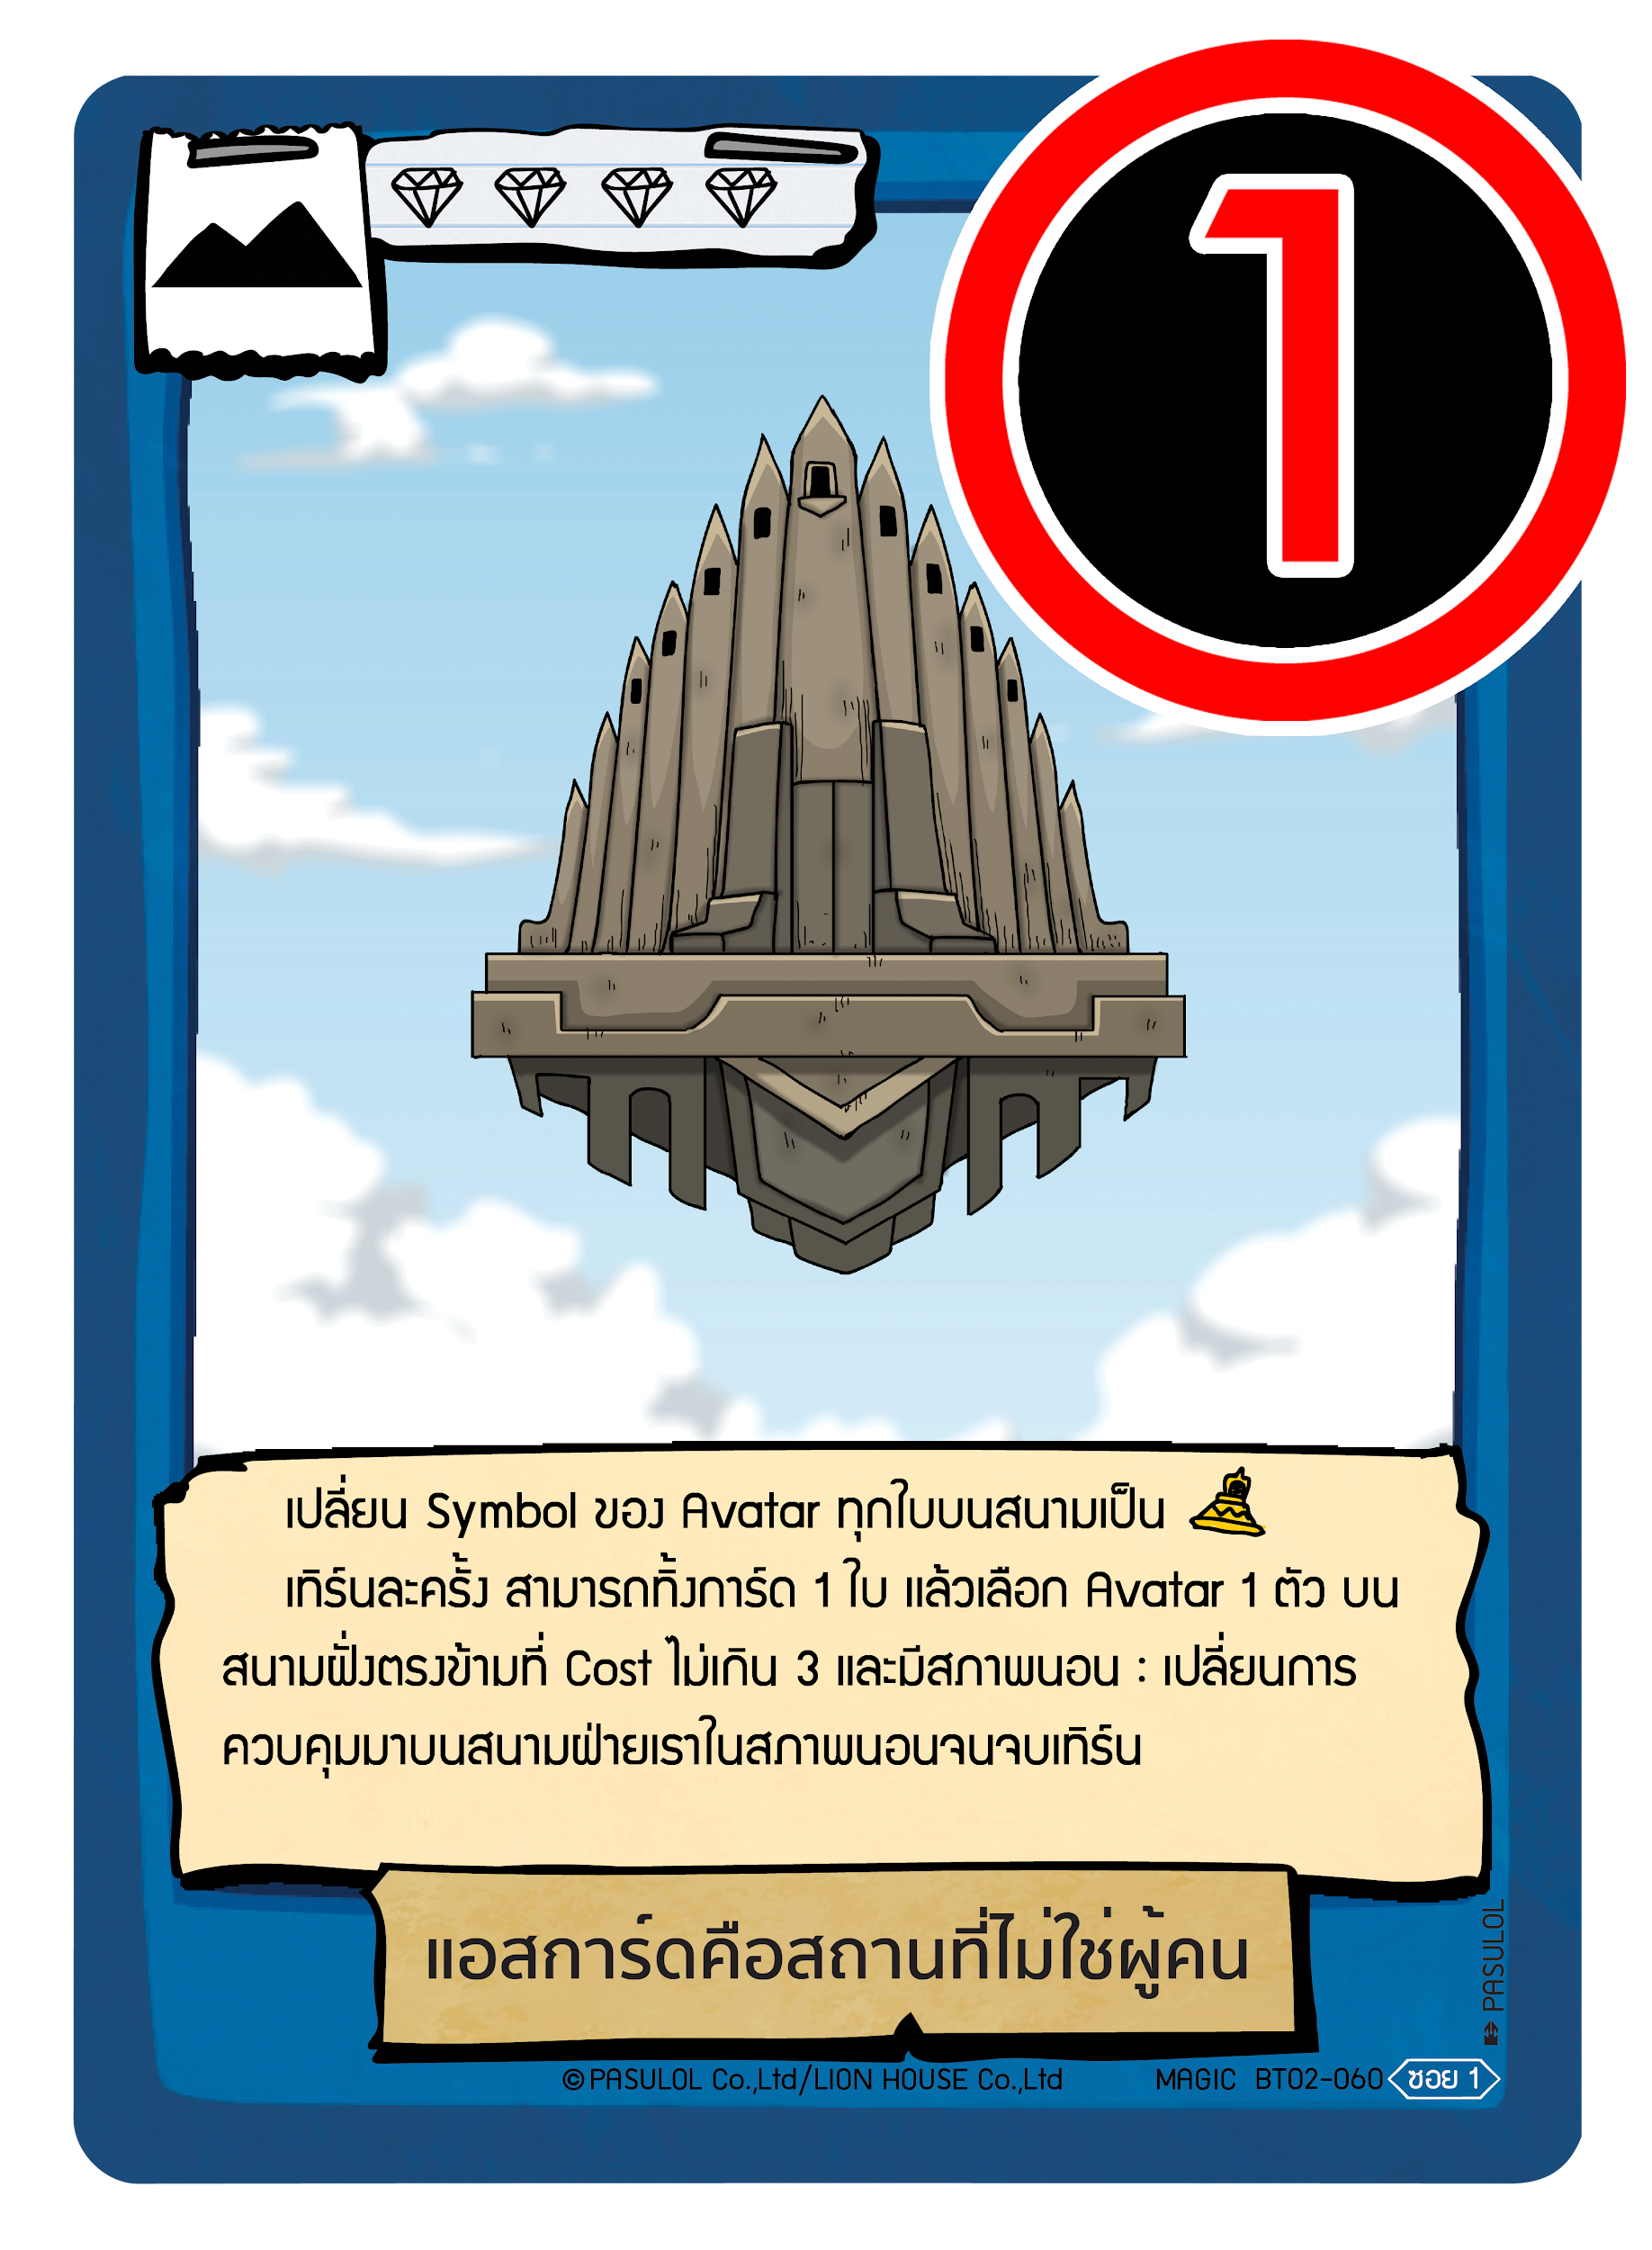 1
เปลี่ยน Symbol ของ Avatar ทุกใบบนสนามเป็น
เทิร์นละครั้ง สามารถทิ้งการ์ด 1 ใบ แล้วเลือก Avatar 1 ตัว บน
สนามฝั่งตรงข้ามที่ Cost ไม่เกิน 3 และมีสภาพนอน : เปลี่ยนการ
ควบคุมมาบนสนามฝ่ายเราในสภาพนอนจนจบเทิร์น
แอสการ์ดคือสถานที่ไม่ใช่ผู้คน
PASULOL
©PASULOL Co.,Ltd/LION HOUSE Co.,Ltd MAGIC BT02-060 ซอย 1